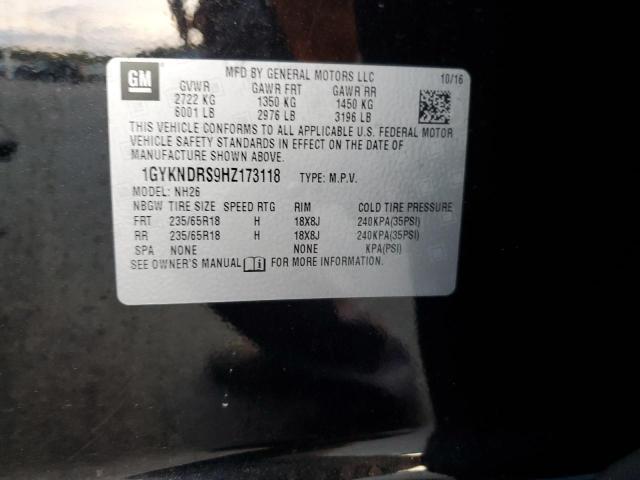 GM
MFD BY GENERAL MOTORS LLC 10/16
GVWR GAWR FRT GAWR RR
2722 KG 1350 KG 1450 KG
6001 LB 2976 LB 3196 LB
THIS VEHICLE CONFORMS TO ALL APPLICABLE U.S. FEDERAL MOTOR
VEHICLE SAFETY STANDARDS IN EFFECT ON THE DATE OF
MANUFACTURE SHOWN ABOVE.
1GYKNDRS9HZ173118 TYPE: M.P.V.
MODEL: NH26
NBGW TIRE SIZE SPEED RTG RIM COLD TIRE PRESSURE
FRT 235/65R18 H 18X8J 240KPA(35PSI)
RR 235/65R18 H 18X8J 240KPA(35PSI)
SPA NONE NONE KPA(PSI)
SEE OWNER'S MANUAL FOR MORE INFORMATION.